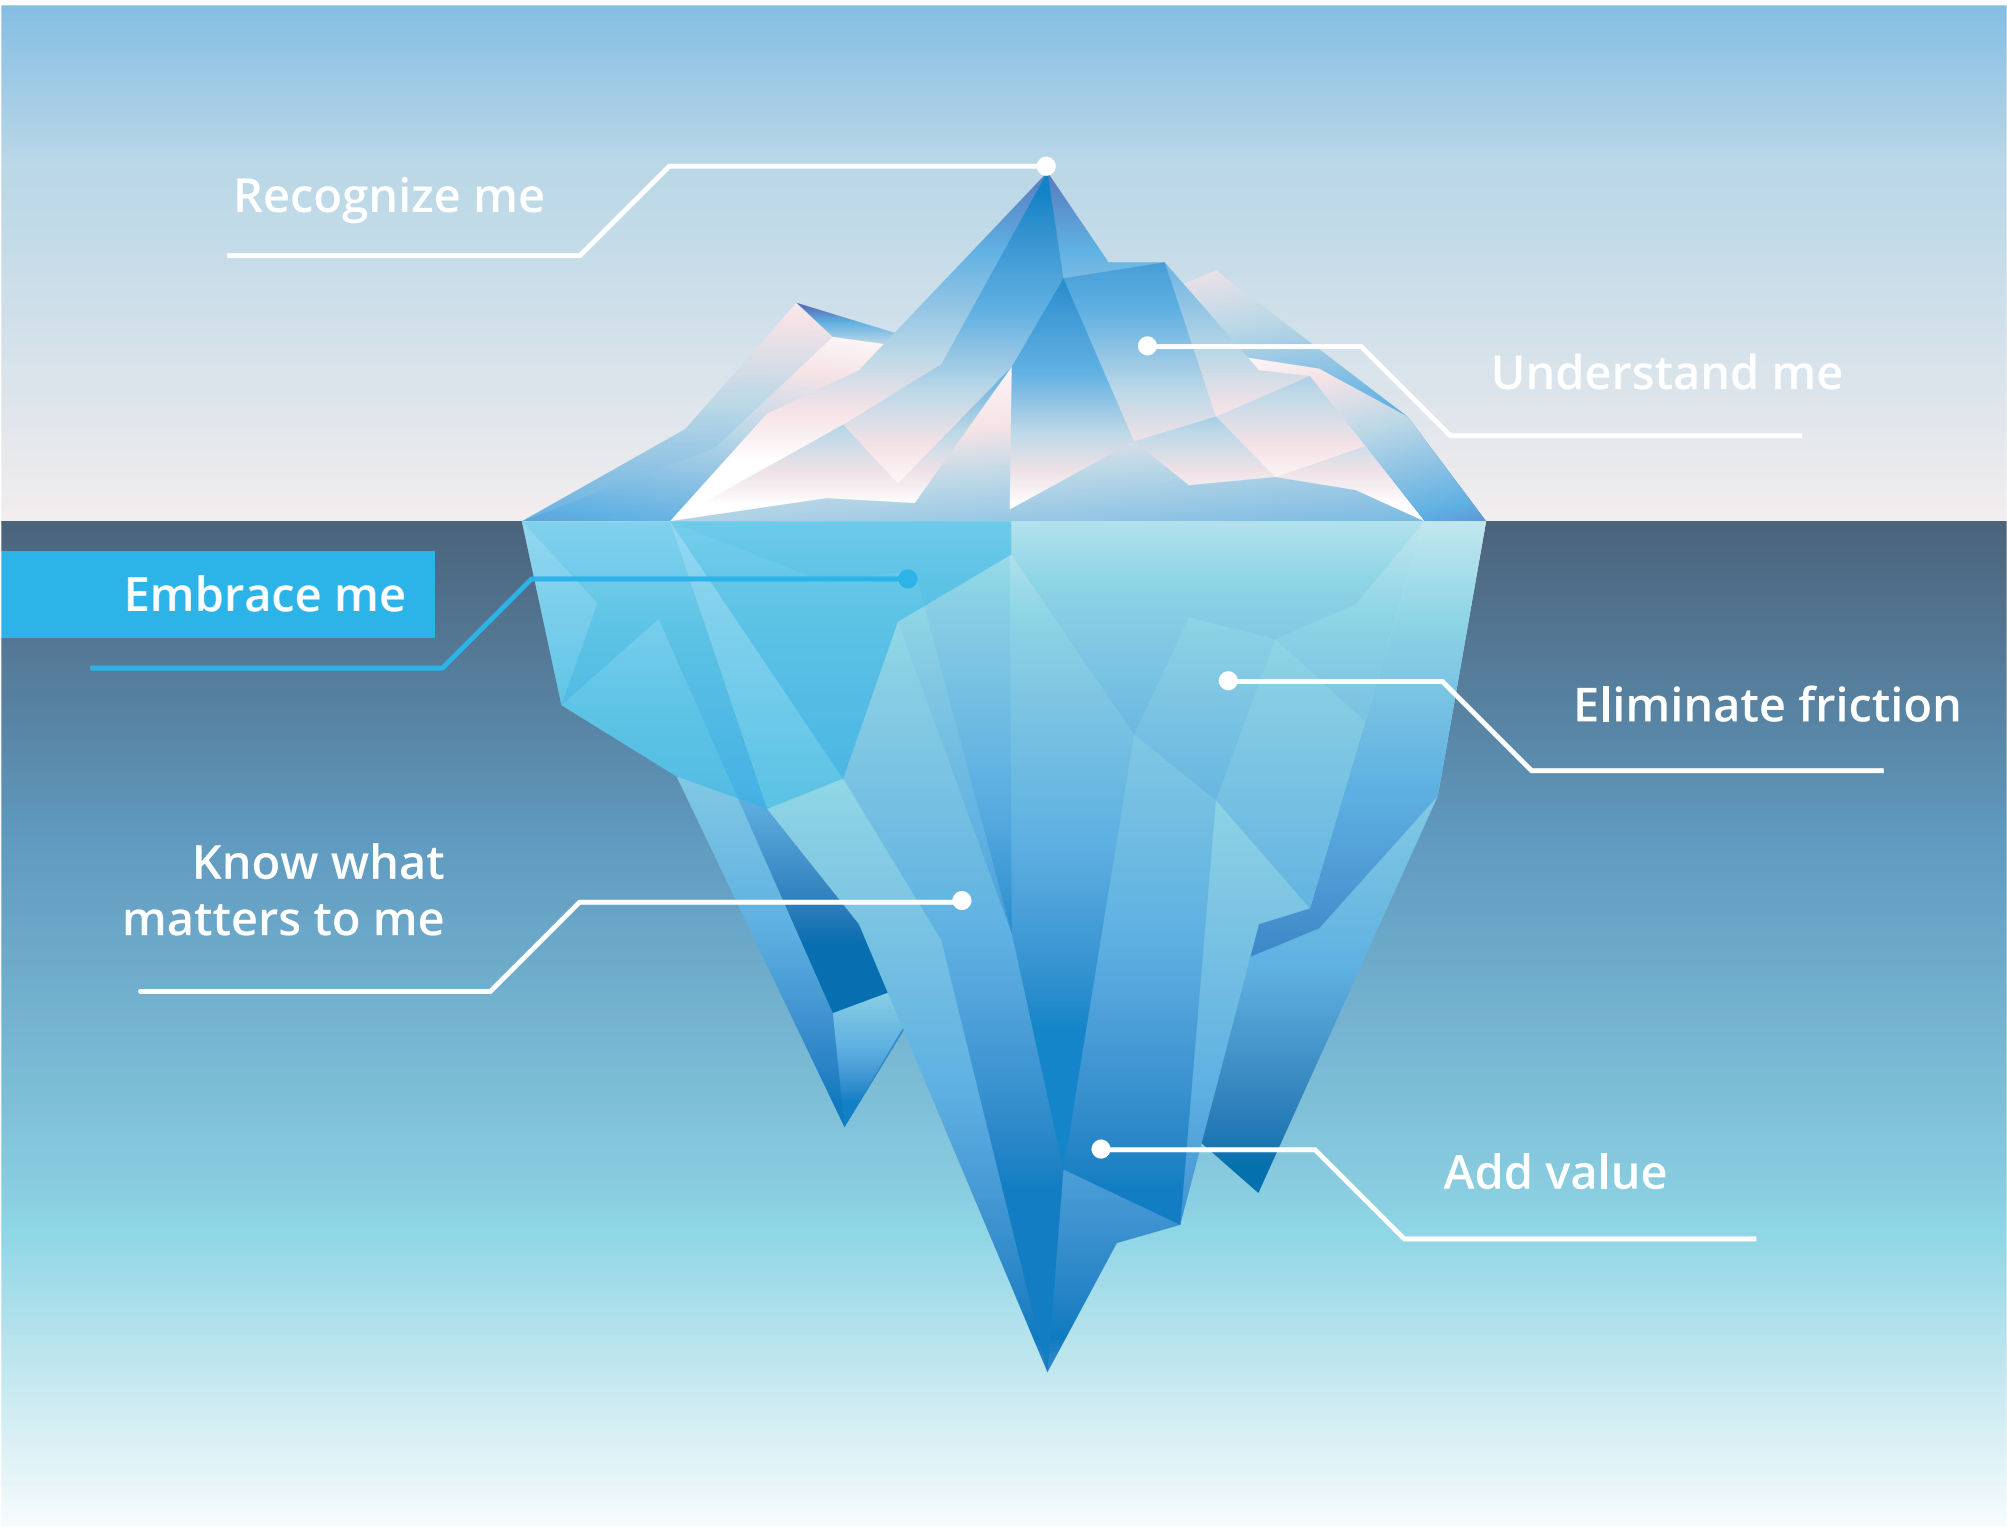 Recognize me
Understand me
Embrace me
Eliminate friction
Know what
matters to me
Add value